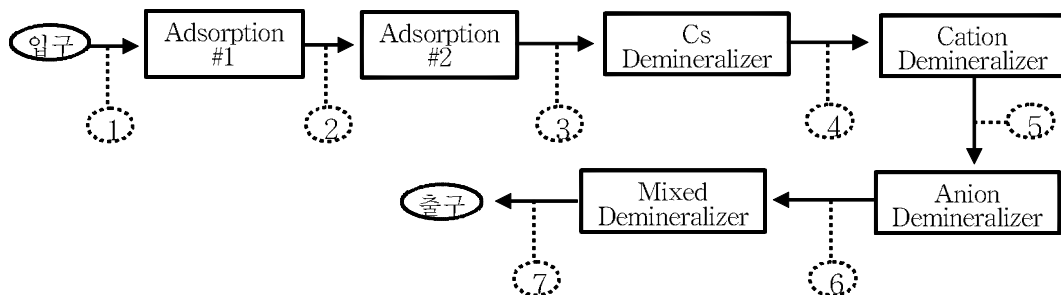 입구
Adsorption
#1
Adsorption
#2
Cs
Demineralizer
Cation
Demineralizer
1
2
3
4
5
출구
Mixed
Demineralizer
Anion
Demineralizer
7
6